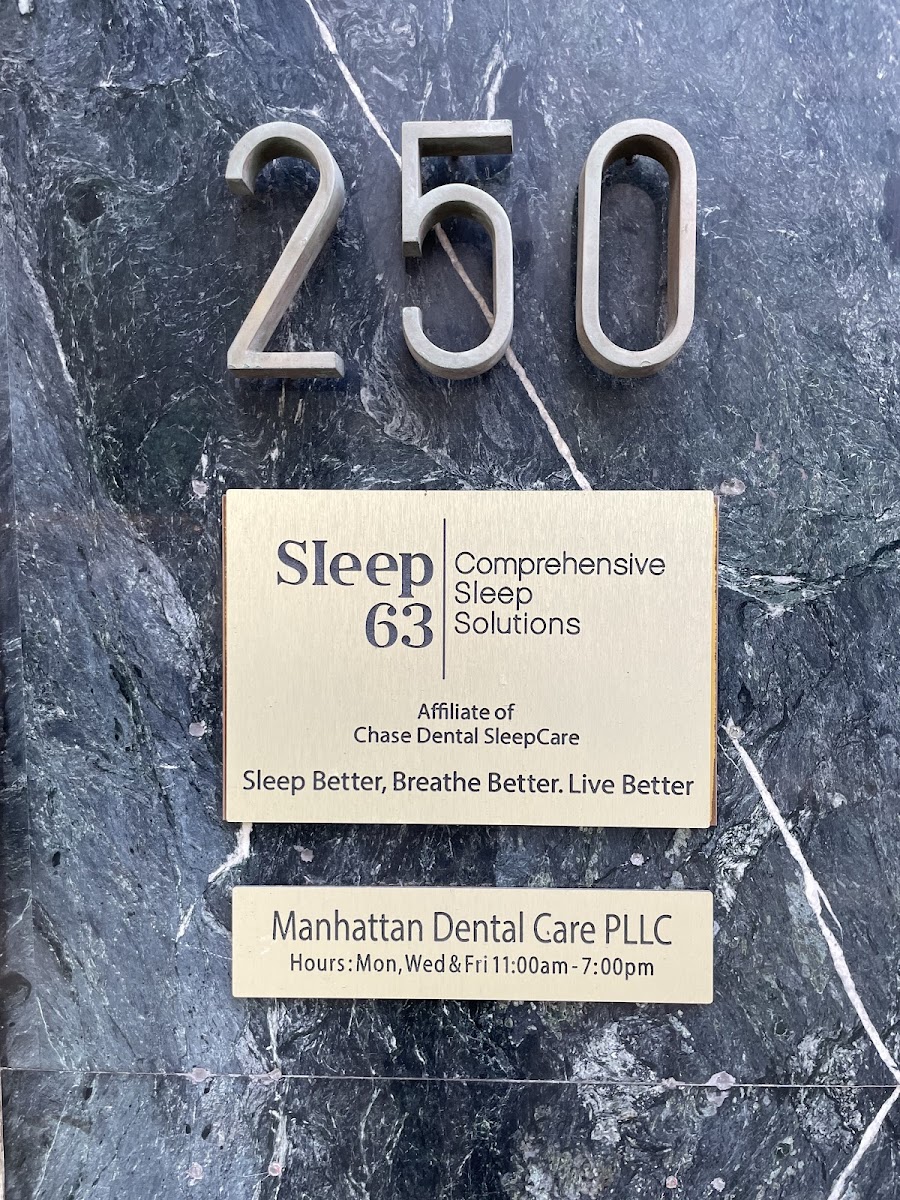 250
Sleep
63
Comprehensive
Sleep
Solutions
Affiliate of
Chase Dental SleepCare
Sleep Better, Breathe Better. Live Better
Manhattan Dental Care PLLC
Hours: Mon, Wed & Fri 11:00am - 7:00pm